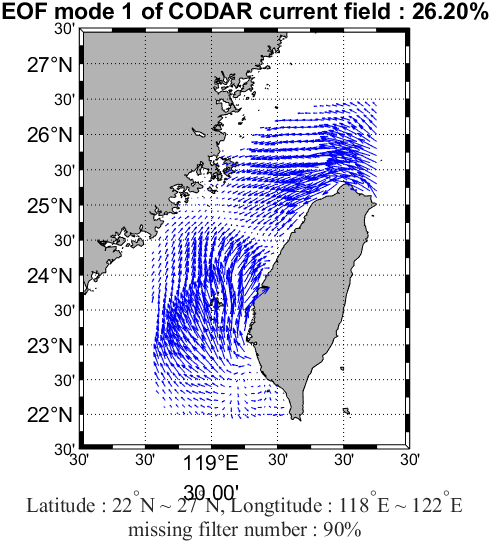 EOF mode 1 of CODAR current field : 26.20%
30'
27°N
30'
26°N
30'
25°N
30'
24°N
30'
23°N
30'
22°N
30'
30' 30' 119°E 30' 30' 30'
30.00'
Latitude : 22°N ~ 27°N, Longtitude : 118°E ~ 122°E
missing filter number : 90%